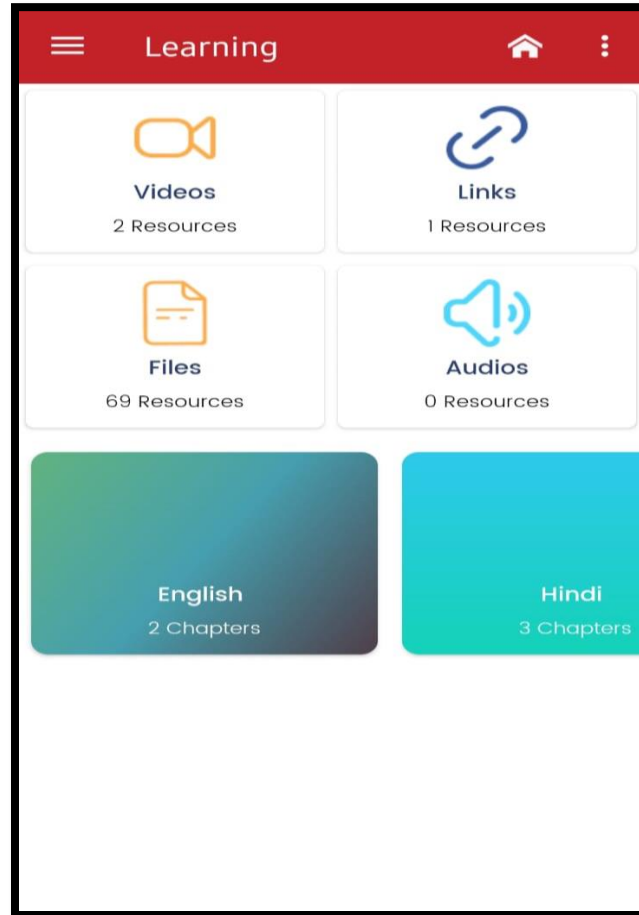 Learning
Videos
2 Resources
Links
1 Resources
Files
69 Resources
Audios
0 Resources
English
2 Chapters
Hindi
3 Chapters